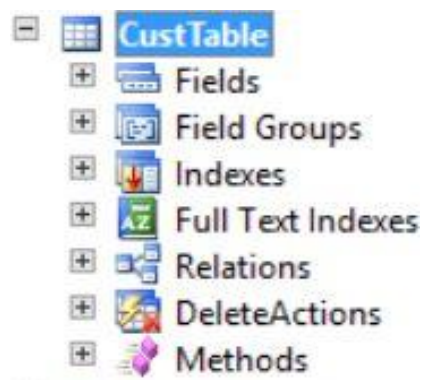 CustTable
Fields
Field Groups
Indexes
Full Text Indexes
Relations
DeleteActions
Methods